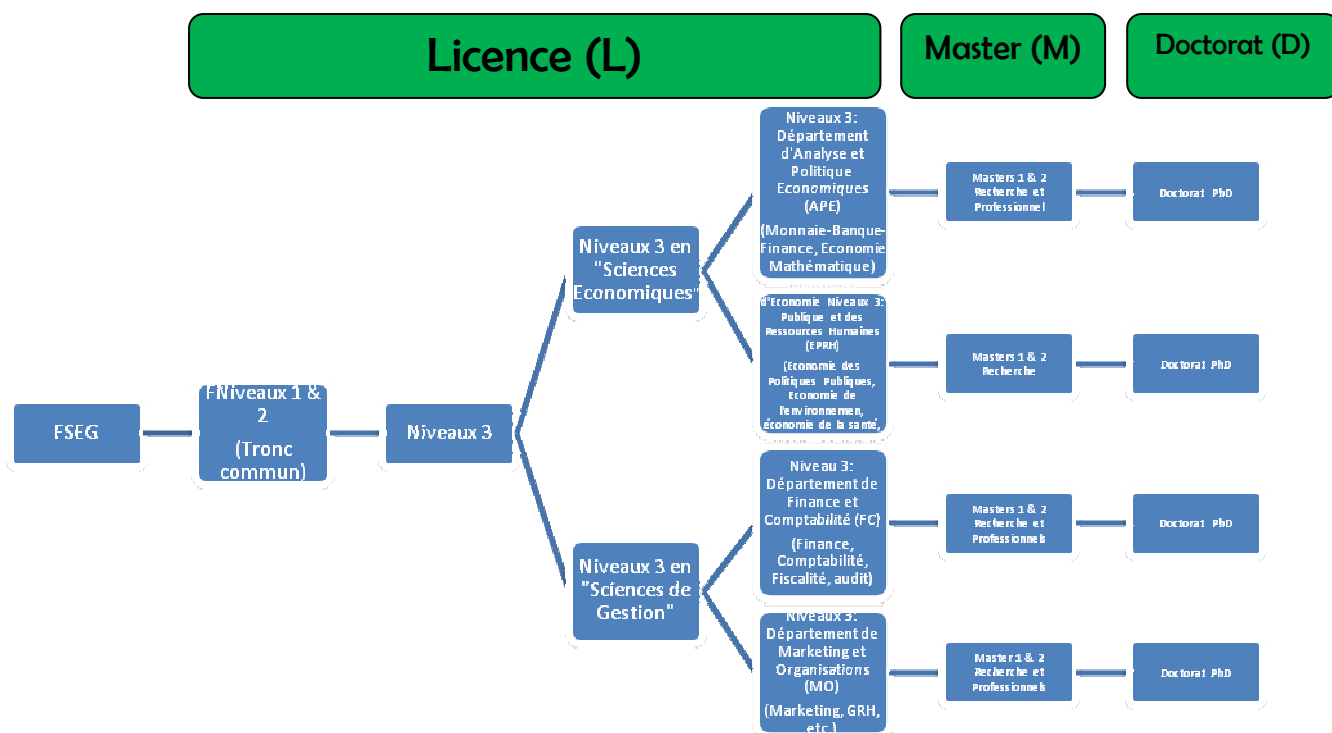 Licence (L)
Master (M)
Doctorat (D)
FSEG
FNiveaux 1 &
2
(Tronc
commun)
Niveaux 3
Niveaux 3 en
"Sciences
Economiques"
Niveaux 3 en
"Sciences de
Gestion"
Niveaux 3:
Département
d'Analyse et
Politique
Economiques
(APE)
(Monnaie-Banque-
Finance, Economie
Mathématique)
Masters 1 & 2
Recherche et
Professionnel
Doctorat PhD
d'Economie Niveaux 3:
Publique et des
Ressources Humaines
(EPRH)
(Economie des
Politiques Publiques,
Economie de
l'environnemen,
économie de la santé,
Masters 1 & 2
Recherche
Doctorat PhD
Niveau 3:
Département de
Finance et
Comptabilité (FC)
(Finance,
Comptabilité,
Fiscalité, audit)
Masters 1 & 2
Recherche et
Professionnels
Doctorat PhD
Niveaux 3:
Département de
Marketing et
Organisations
(MO)
(Marketing, GRH,
etc.)
Master 1 & 2
Recherche et
Professionnels
Doctorat PhD